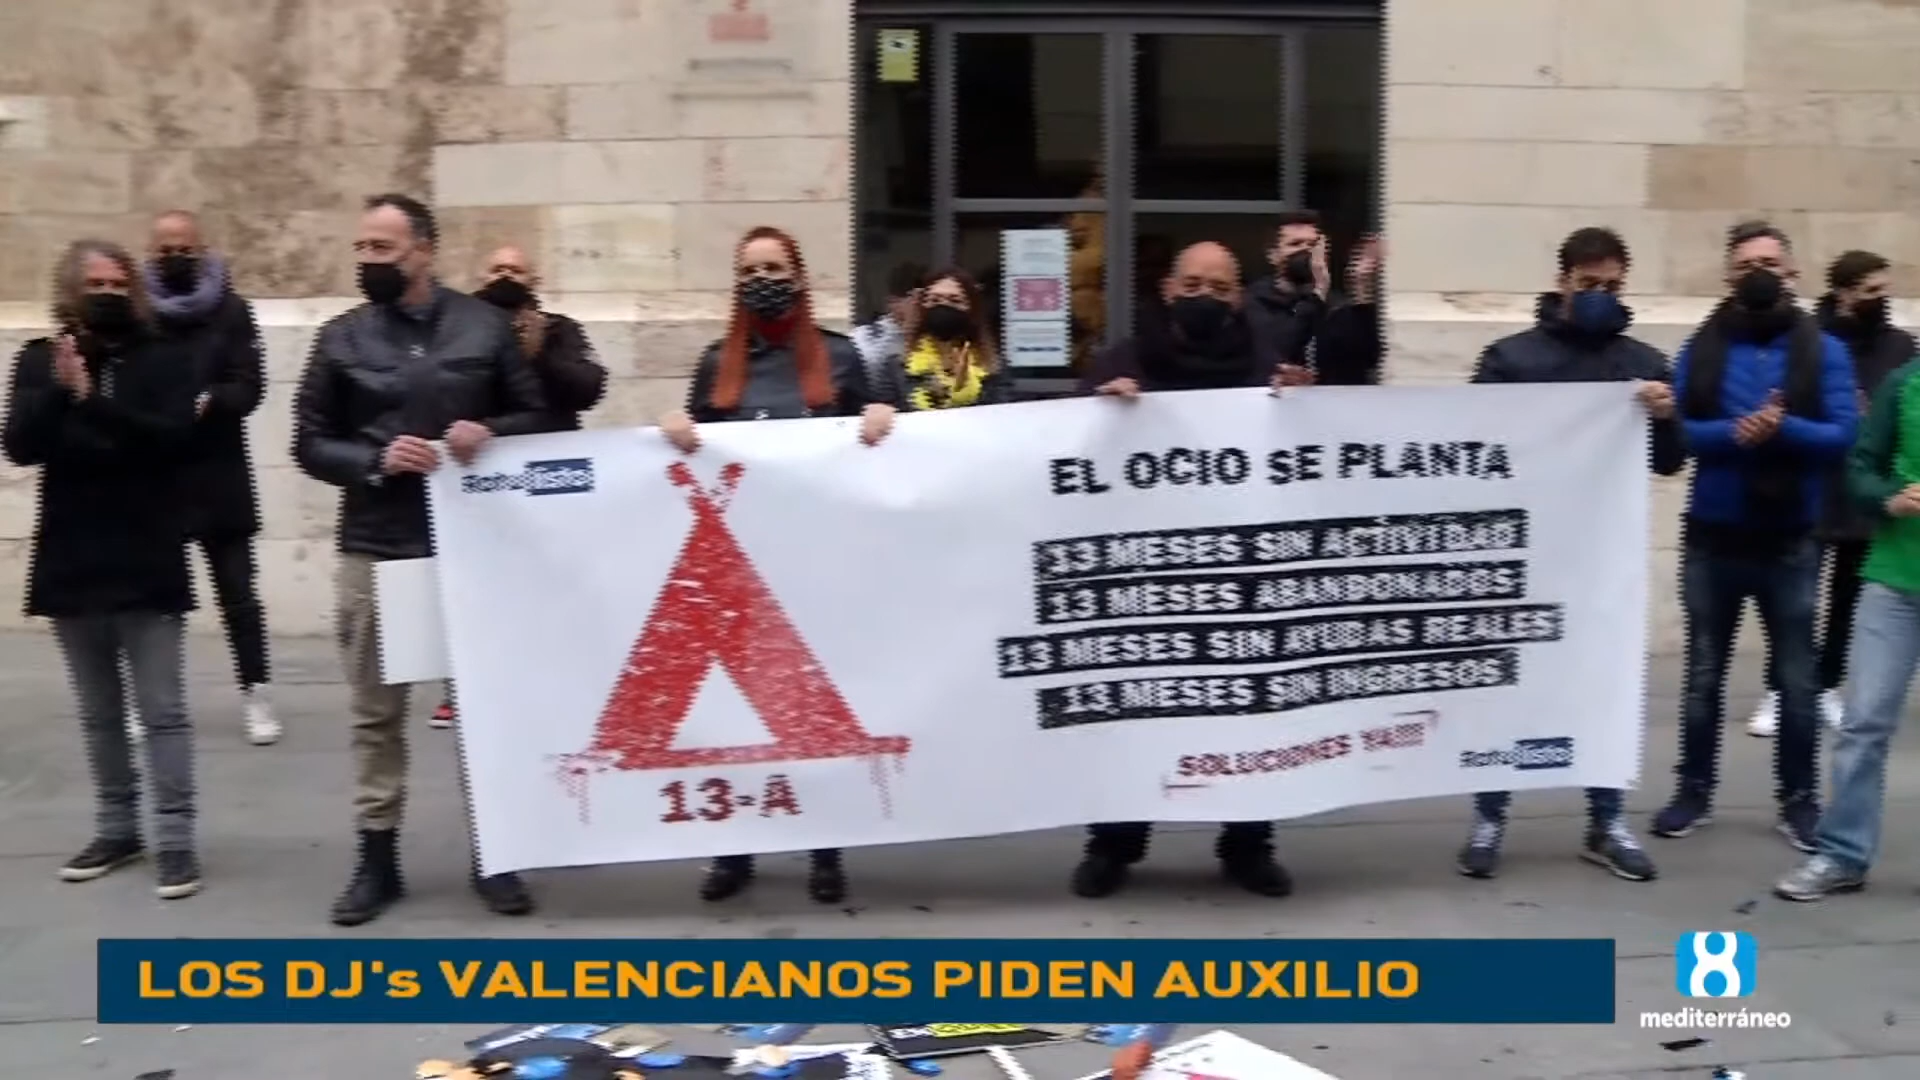 EL OCIO SE PLANTA
13 MESES SIN ACTIVIDAD
13 MESES ABANDONADOS
13 MESES SIN AYUDAS REALES
13 MESES SIN INGRESOS
SOLUCIONES YA!!!!
13-A
LOS DJ's VALENCIANOS PIDEN AUXILIO
8
mediterráneo